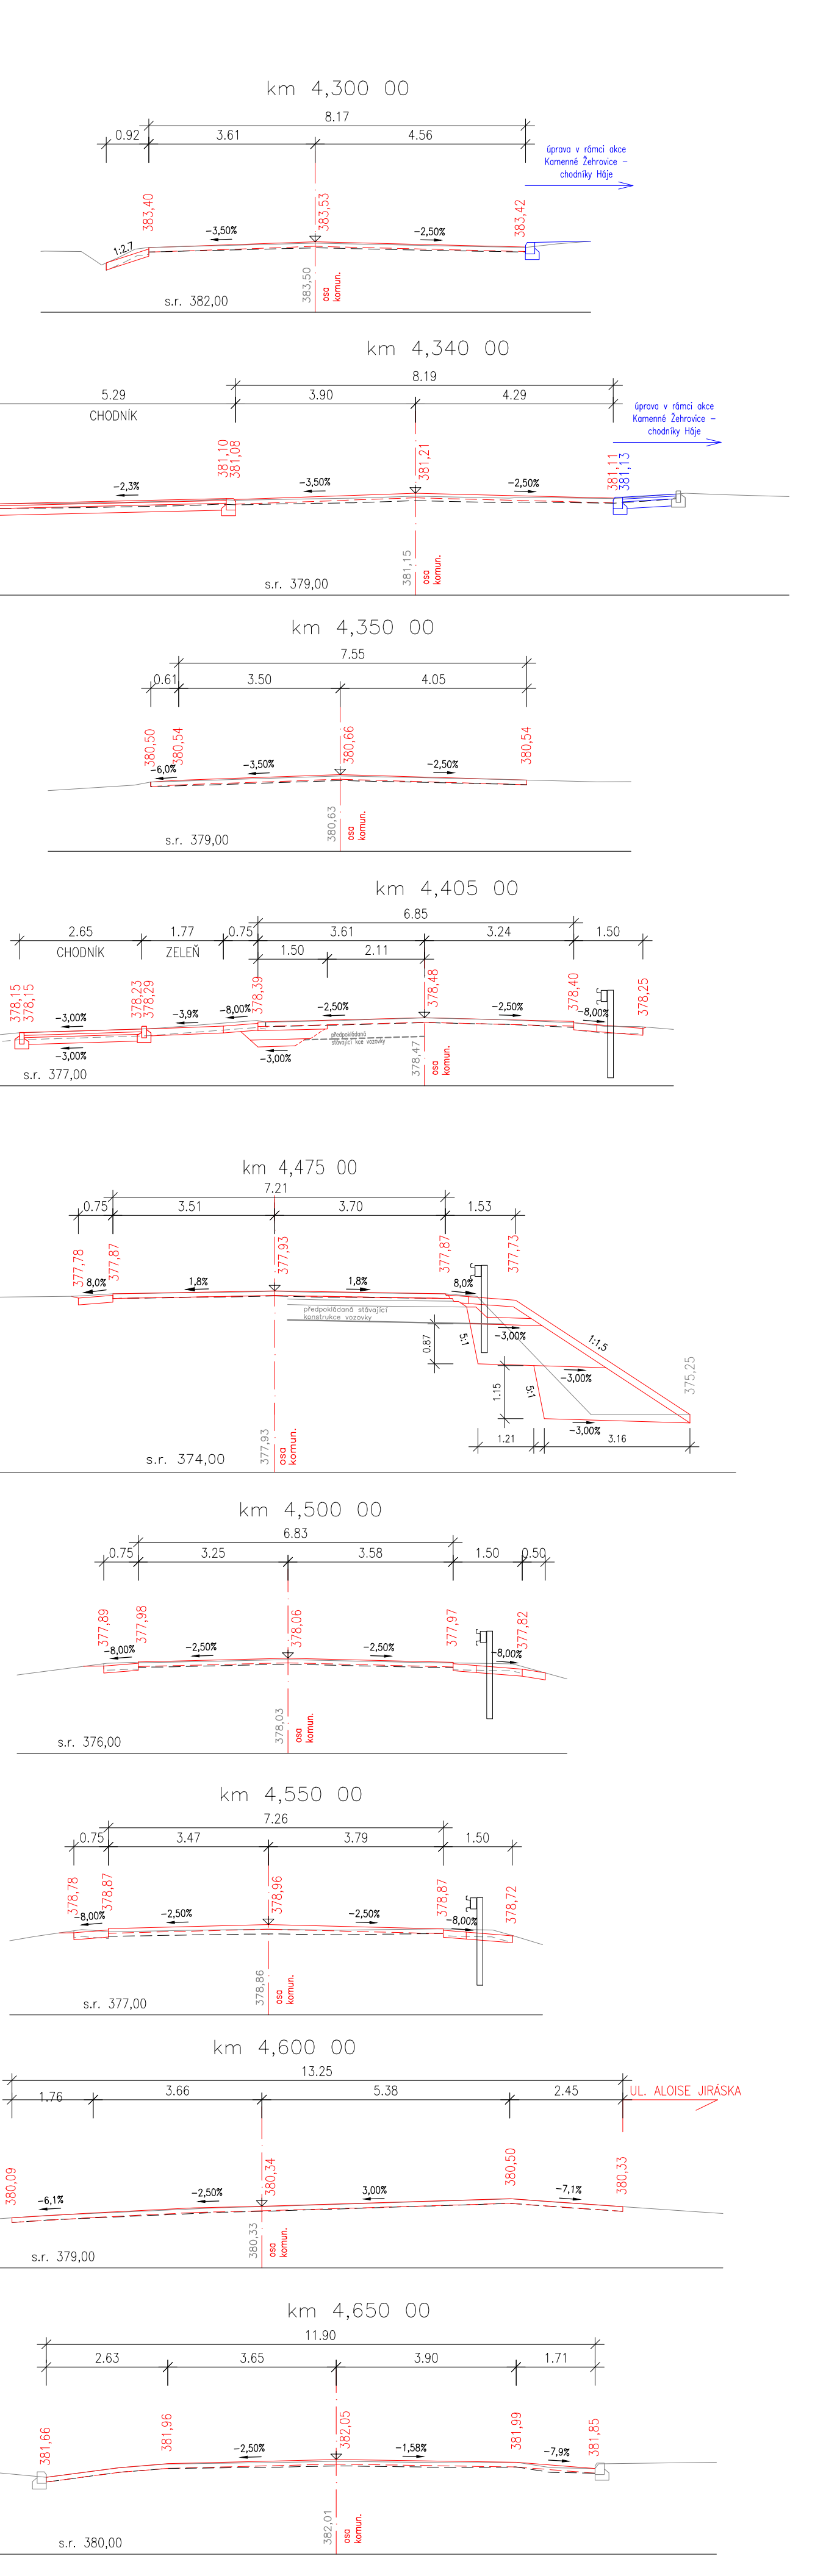 km 4,300 00
8.17
0.92
3.61
4.56
úprava v rámci akce
Kamenné Žehrovice –
chodníky Háje
383,40
383,53
383,42
1:2.7
–3,50%
–2,50%
383,50
osa
komun.
s.r. 382,00
km 4,340 00
8.19
5.29
3.90
4.29
CHODNÍK
úprava v rámci akce
Kamenné Žehrovice –
chodníky Háje
381,10
381,08
381,21
381,11
381,13
–2,3%
–3,50%
–2,50%
381,15
osa
komun.
s.r. 379,00
km 4,350 00
7.55
0.61
3.50
4.05
380,50
380,54
380,66
380,54
–6,0%
–3,50%
–2,50%
380,63
osa
komun.
s.r. 379,00
km 4,405 00
6.85
2.65
1.77
0.75
3.61
3.24
1.50
CHODNÍK
ZELEŇ
1.50
2.11
378,15
378,15
378,23
378,29
378,39
378,48
378,40
378,25
–3,00%
–3,9%
–8,00%
–2,50%
–2,50%
–8,00%
předpokládaná
stávající kce vozovky
–3,00%
–3,00%
378,47
osa
komun.
s.r. 377,00
km 4,475 00
7.21
0.75
3.51
3.70
1.53
377,78
377,87
377,93
377,87
377,73
8,0%
1,8%
1,8%
8,0%
předpokládaná stávající
konstrukce vozovky
0.87
5:1
–3,00%
1:1,5
–3,00%
375,25
1.15
5:1
–3,00%
1.21
3.16
377,93
osa
komun.
s.r. 374,00
km 4,500 00
6.83
0.75
3.25
3.58
1.50
0.50
377,89
377,98
378,06
377,97
377,82
–8,00%
–2,50%
–2,50%
–8,00%
378,03
osa
komun.
s.r. 376,00
km 4,550 00
7.26
0.75
3.47
3.79
1.50
378,78
378,87
378,96
378,87
378,72
–8,00%
–2,50%
–2,50%
–8,00%
378,86
osa
komun.
s.r. 377,00
km 4,600 00
13.25
1.76
3.66
5.38
2.45
UL. ALOISE JIRÁSKA
380,09
380,34
380,50
380,33
–6,1%
–2,50%
3,00%
–7,1%
380,33
osa
komun.
s.r. 379,00
km 4,650 00
11.90
2.63
3.65
3.90
1.71
381,66
381,96
382,05
381,99
381,85
–2,50%
–1,58%
–7,9%
382,01
osa
komun.
s.r. 380,00